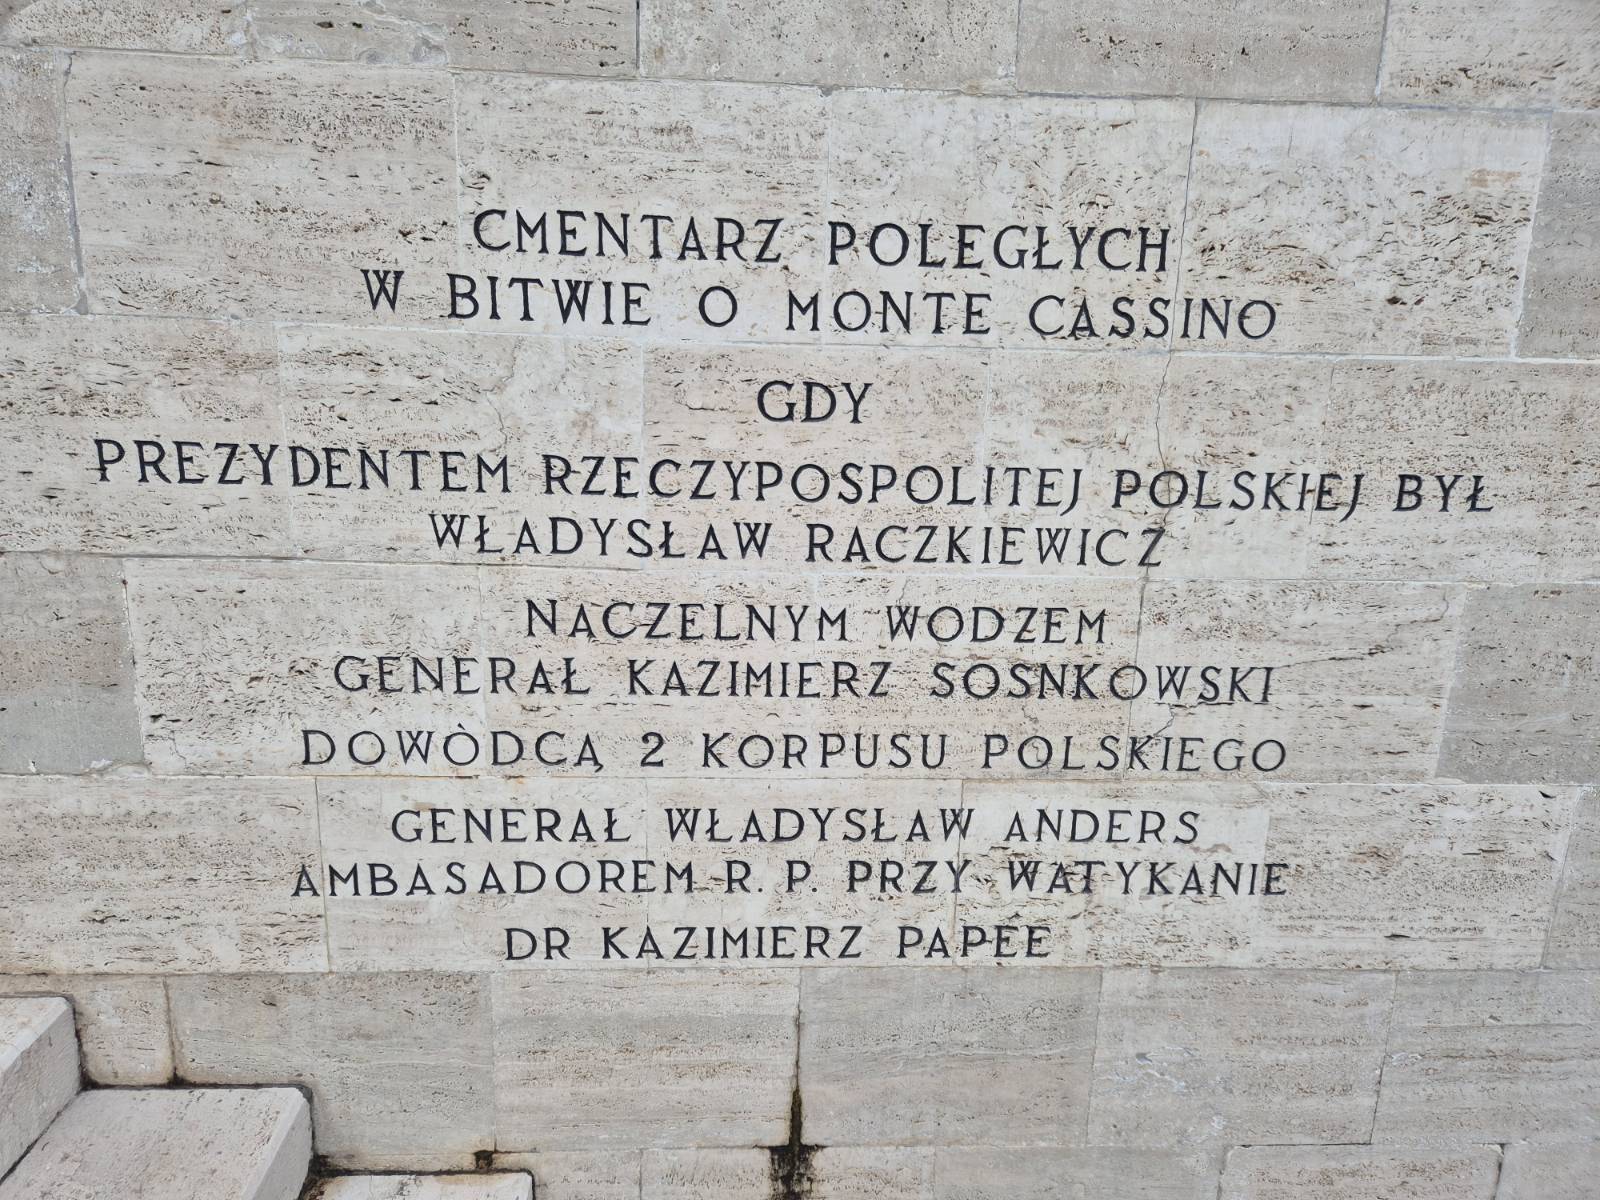 CMENTARZ POLEGŁYCH
W BITWIE O MONTE CASSINO
GDY
PREZYDENTEM RZECZYPOSPOLITEJ POLSKIEJ BYŁ
WŁADYSŁAW RACZKIEWICZ
NACZELNYM WODZEM
GENERAŁ KAZIMIERZ SOSNKOWSKI
DOWÒDCĄ 2 KORPUSU POLSKIEGO
GENERAŁ WŁADYSŁAW ANDERS
AMBASADOREM R. P. PRZY WATYKANIE
DR KAZIMIERZ PAPÉE